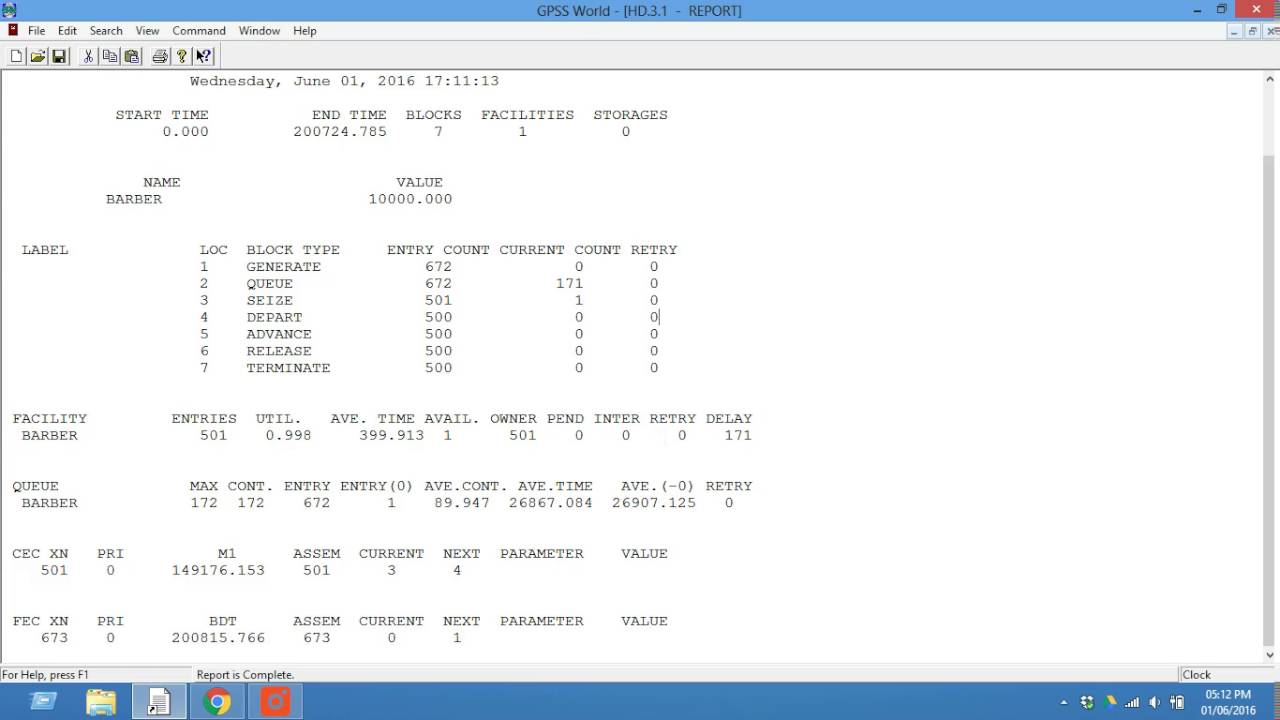 GPSS World - [HD.3.1 - REPORT]
File Edit Search View Command Window Help
Wednesday, June 01, 2016 17:11:13
START TIME END TIME BLOCKS FACILITIES STORAGES
0.000 200724.785 7 1 0
NAME VALUE
BARBER 10000.000
LABEL LOC BLOCK TYPE ENTRY COUNT CURRENT COUNT RETRY
1 GENERATE 672 0 0
2 QUEUE 672 171 0
3 SEIZE 501 1 0
4 DEPART 500 0 0
5 ADVANCE 500 0 0
6 RELEASE 500 0 0
7 TERMINATE 500 0 0
FACILITY ENTRIES UTIL. AVE. TIME AVAIL. OWNER PEND INTER RETRY DELAY
BARBER 501 0.998 399.913 1 501 0 0 0 171
QUEUE MAX CONT. ENTRY ENTRY(0) AVE.CONT. AVE.TIME AVE.(-0) RETRY
BARBER 172 172 672 1 89.947 26867.084 26907.125 0
CEC XN PRI M1 ASSEM CURRENT NEXT PARAMETER VALUE
501 0 149176.153 501 3 4
FEC XN PRI BDT ASSEM CURRENT NEXT PARAMETER VALUE
673 0 200815.766 673 0 1
For Help, press F1 Report is Complete. Clock
05:12 PM
01/06/2016